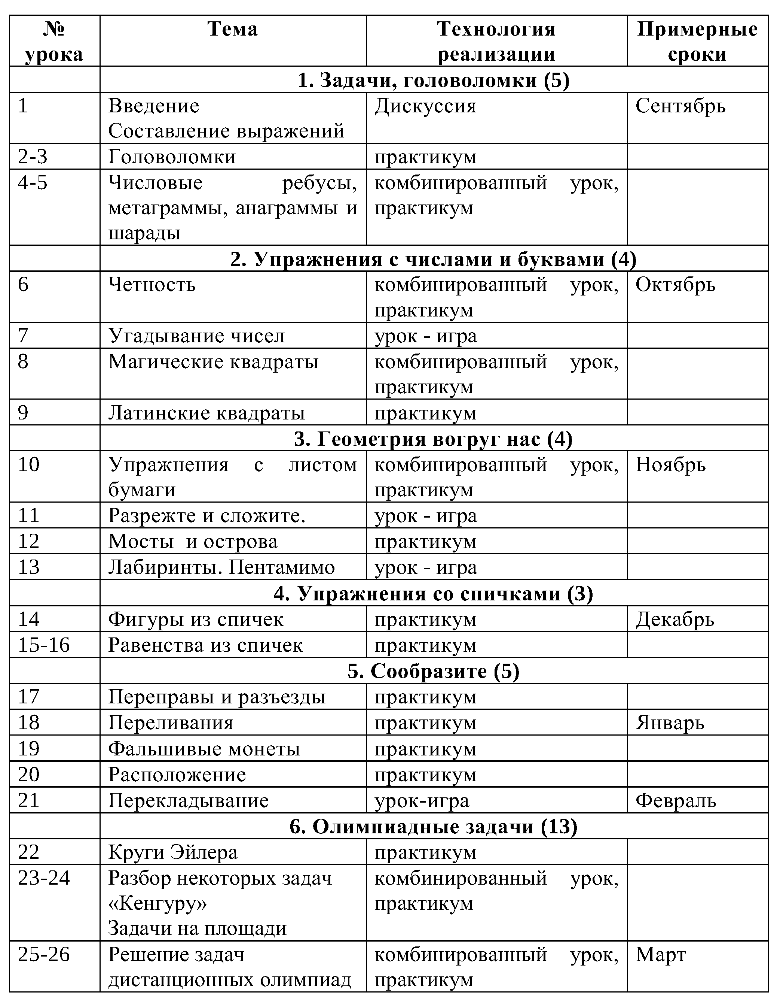 № Тема Технология Примерные
урока реализации сроки
1. Задачи, головоломки (5)
1 Введение Дискуссия Сентябрь
Составление выражений
2-3 Головоломки практикум
4-5 Числовые ребусы, комбинированный урок,
метаграммы, анаграммы и практикум
шарады
2. Упражнения с числами и буквами (4)
6 Четность комбинированный урок, Октябрь
практикум
7 Угадывание чисел урок - игра
8 Магические квадраты комбинированный урок,
практикум
9 Латинские квадраты практикум
3. Геометрия вогруг нас (4)
10 Упражнения с листом комбинированный урок, Ноябрь
бумаги практикум
11 Разрежте и сложите. урок - игра
12 Мосты и острова практикум
13 Лабиринты. Пентамимо урок - игра
4. Упражнения со спичками (3)
14 Фигуры из спичек практикум Декабрь
15-16 Равенства из спичек практикум
5. Сообразите (5)
17 Переправы и разъезды практикум
18 Переливания практикум Январь
19 Фальшивые монеты практикум
20 Расположение практикум
21 Перекладывание урок-игра Февраль
6. Олимпиадные задачи (13)
22 Круги Эйлера практикум
23-24 Разбор некоторых задач комбинированный урок,
«Кенгуру» практикум
Задачи на площади
25-26 Решение задач комбинированный урок, Март
дистанционных олимпиад практикум